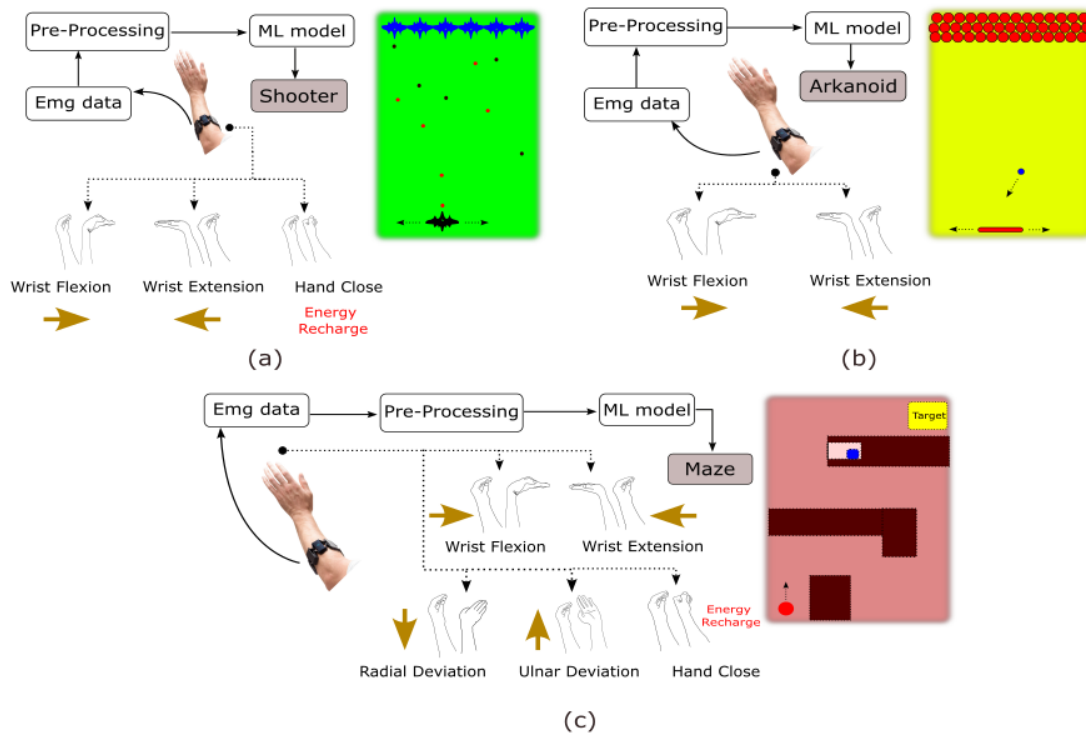 (a)
Pre-Processing
ML model
Emg data
Shooter
Wrist Flexion
Wrist Extension
Hand Close
Energy
Recharge
(b)
Pre-Processing
ML model
Emg data
Arkanoid
Wrist Flexion
Wrist Extension
Emg data
Pre-Processing
ML model
Maze
Target
Wrist Flexion
Wrist Extension
Energy
Recharge
Radial Deviation
Ulnar Deviation
Hand Close
(c)